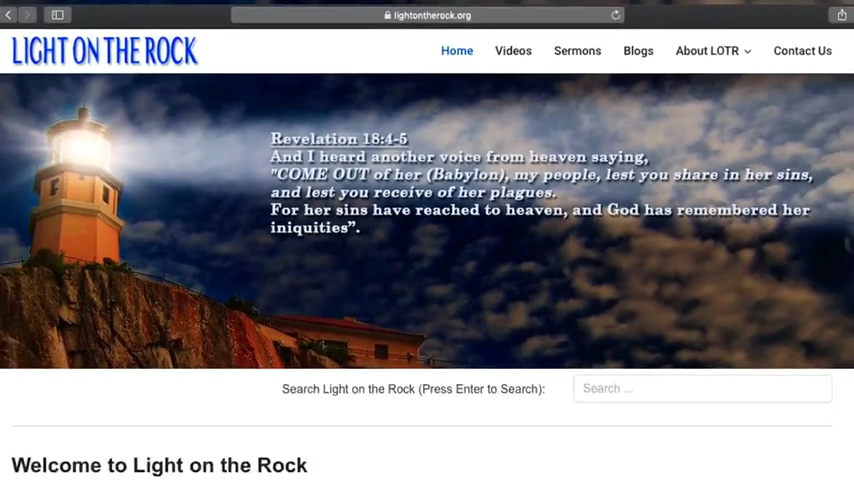 lightontherock.org
LIGHT ON THE ROCK
Home Videos Sermons Blogs About LOTR Contact Us
Revelation 18:4-5
And I heard another voice from heaven saying,
"COME OUT of her (Babylon), my people, lest you share in her sins,
and lest you receive of her plagues.
For her sins have reached to heaven, and God has remembered her
iniquities”.
Search Light on the Rock (Press Enter to Search): Search ...
Welcome to Light on the Rock